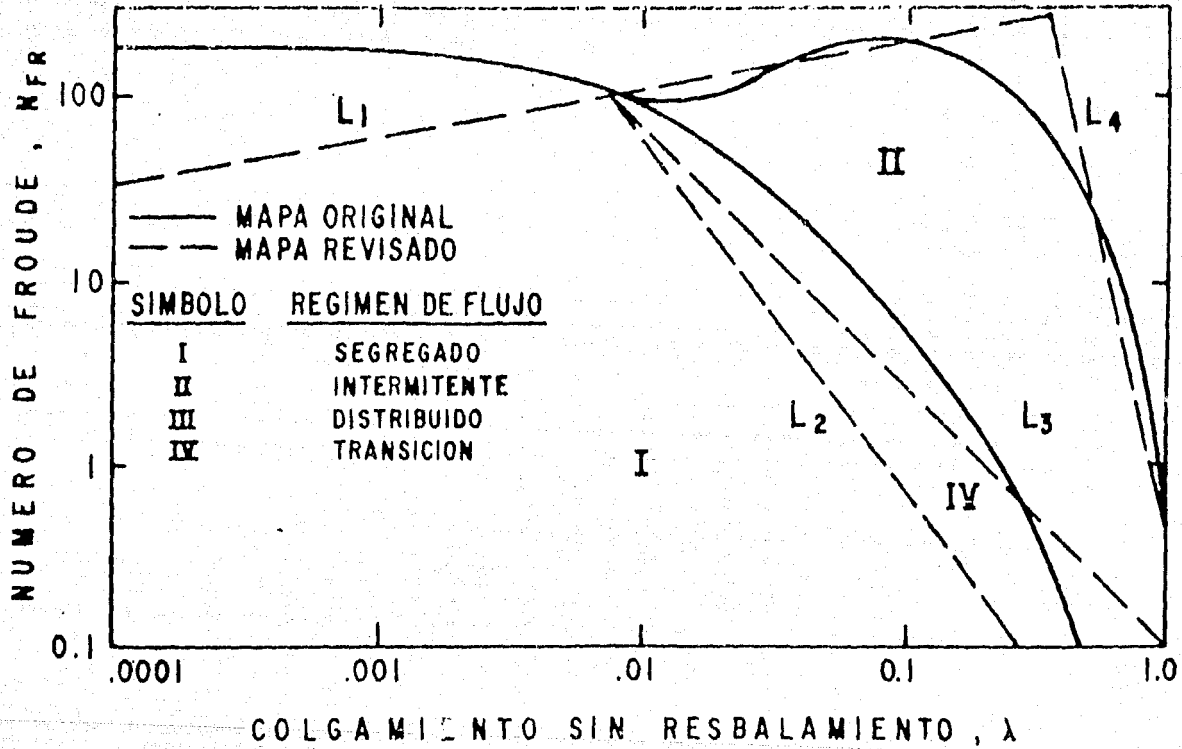 NUMERO DE FROUDE, NFR
100
10
1
0.1
L1
L4
II
MAPA ORIGINAL
MAPA REVISADO
SIMBOLO REGIMEN DE FLUJO
I SEGREGADO
II INTERMITENTE
III DISTRIBUIDO
IV TRANSICION
L2
L3
I
IV
.0001 .001 .01 0.1 1.0
COLGAMIENTO SIN RESBALAMIENTO, λ